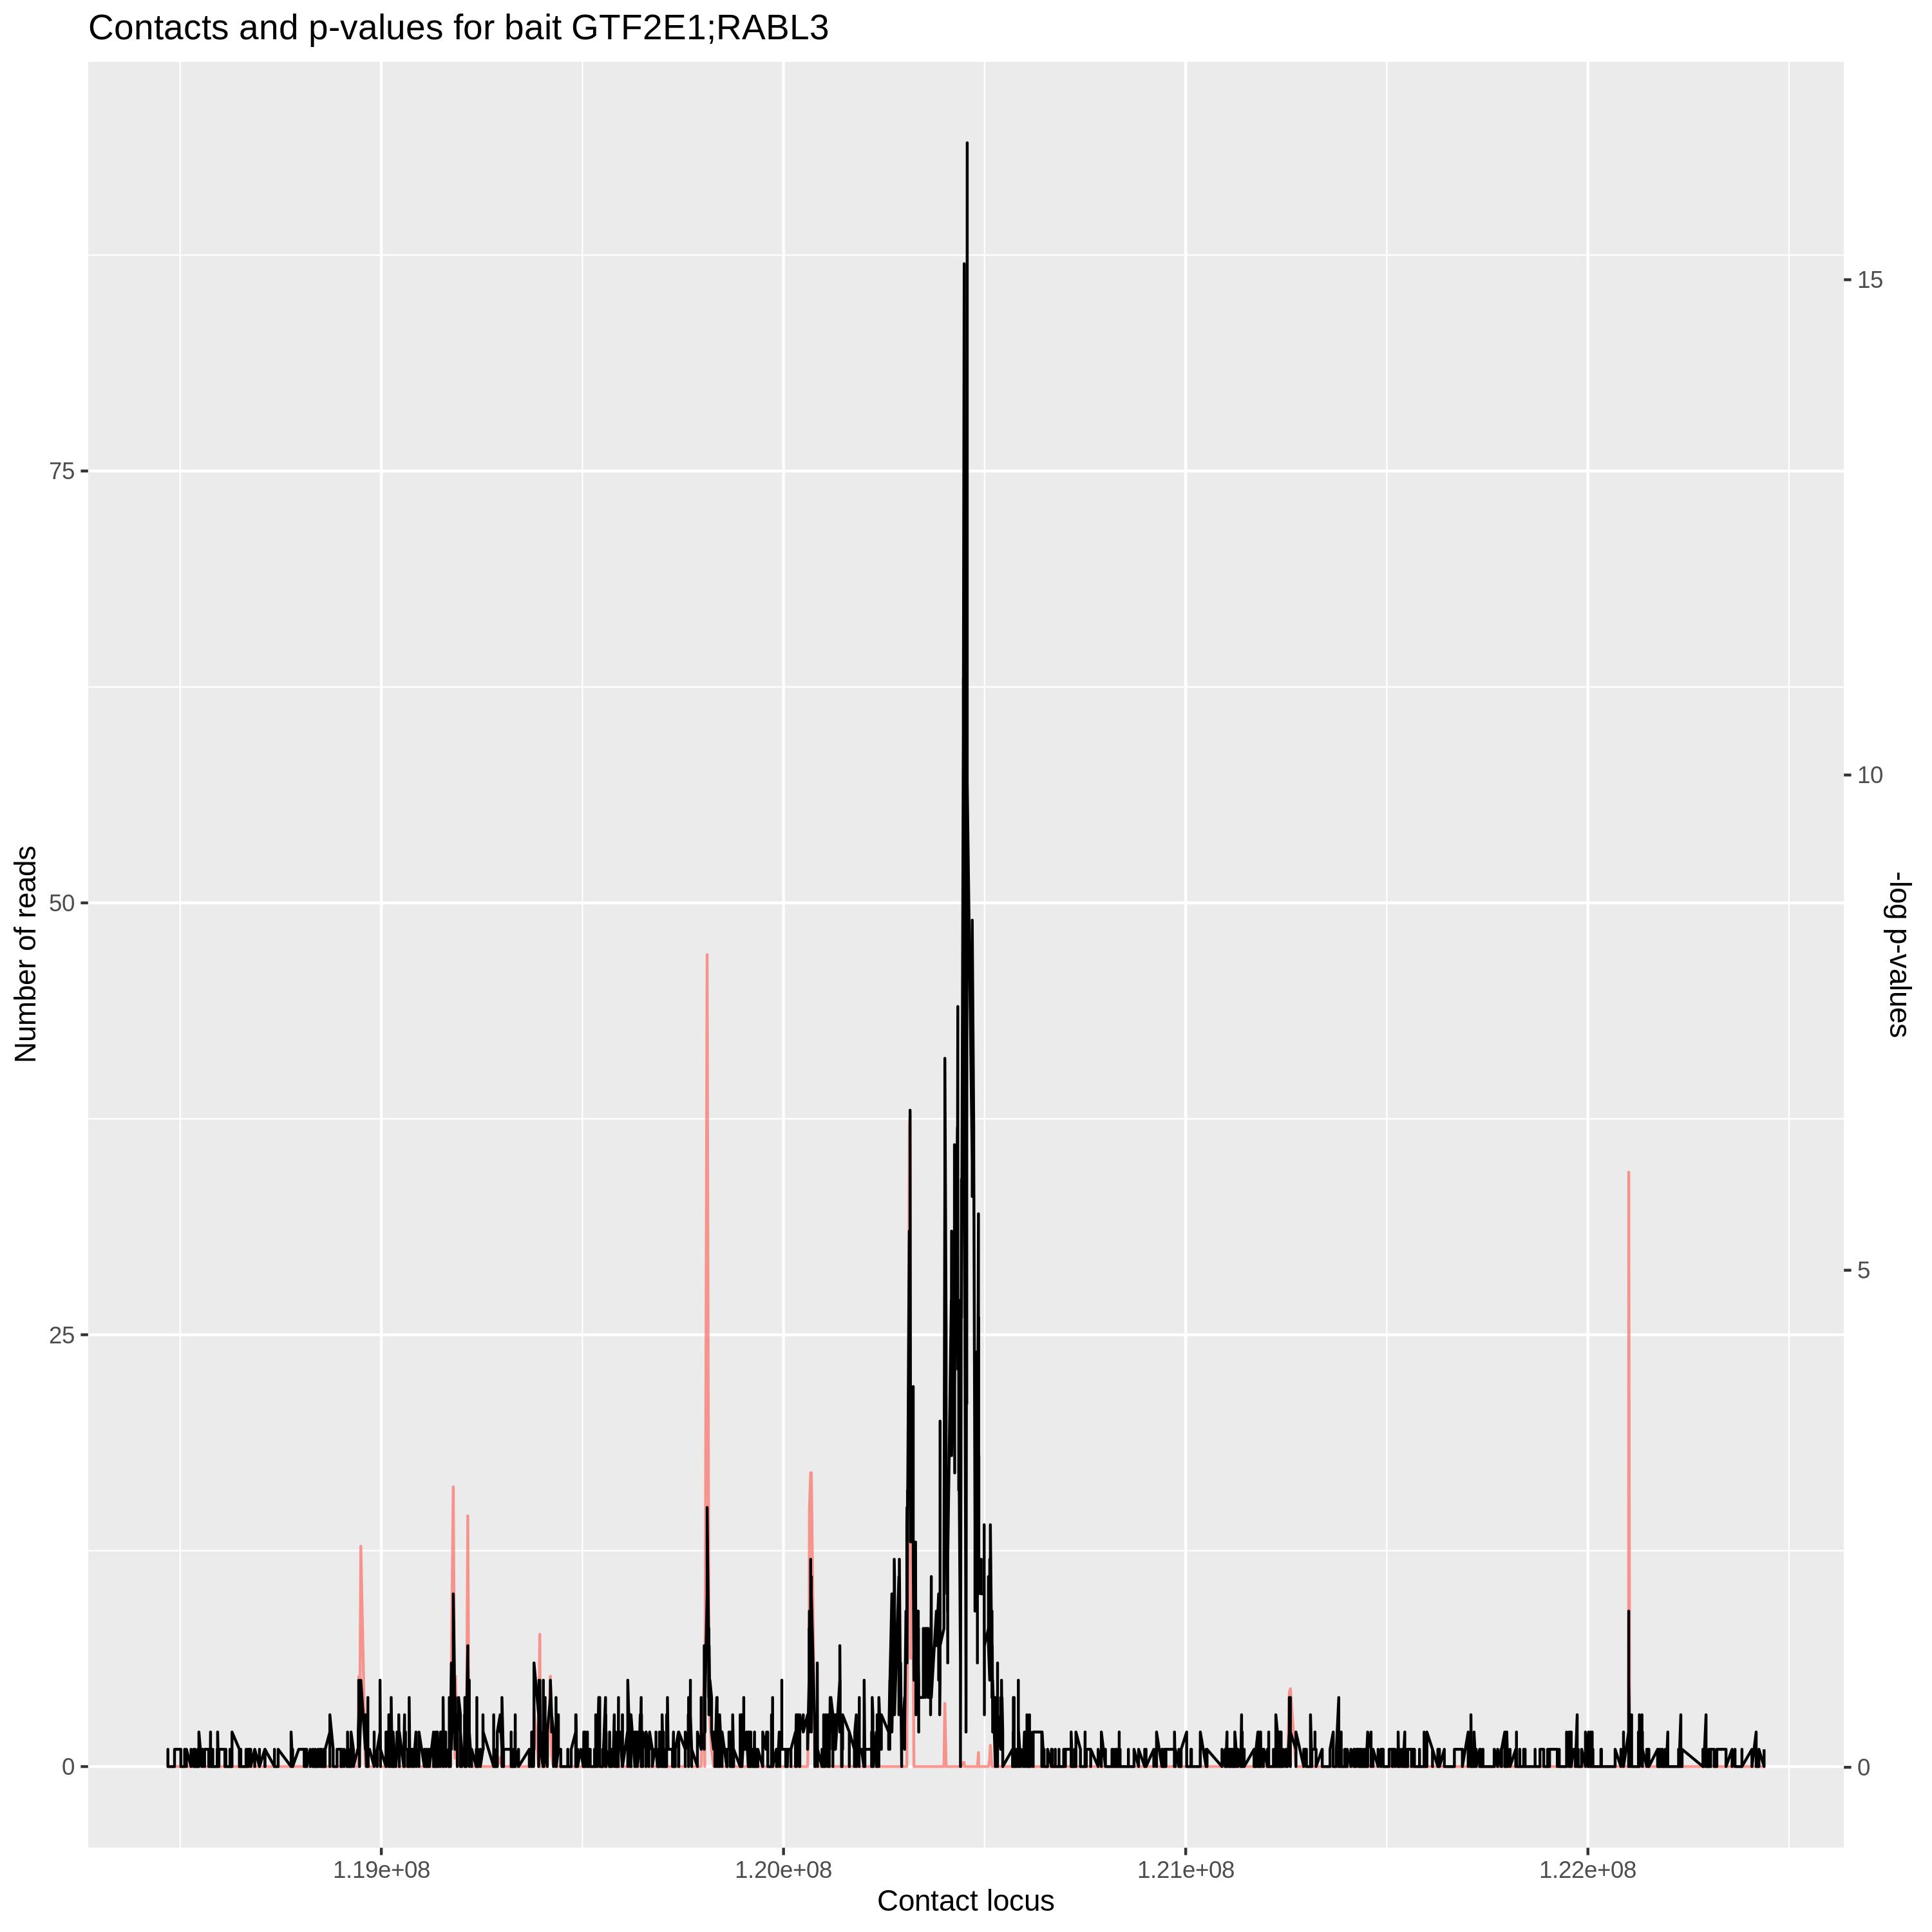 Contacts and p-values for bait GTF2E1;RABL3
Number of reads
75
50
25
0
15
10
5
0
-log p-values
1.19e+08
1.20e+08
1.21e+08
1.22e+08
Contact locus